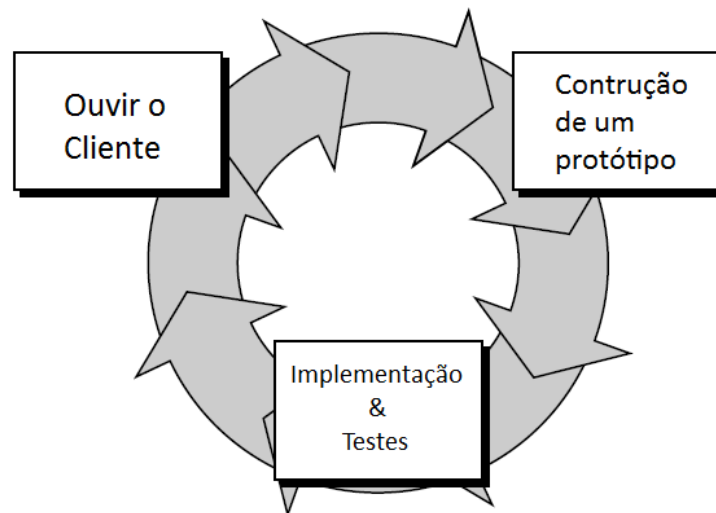 Ouvir o
Cliente
Contrução
de um
protótipo
Implementação
&
Testes